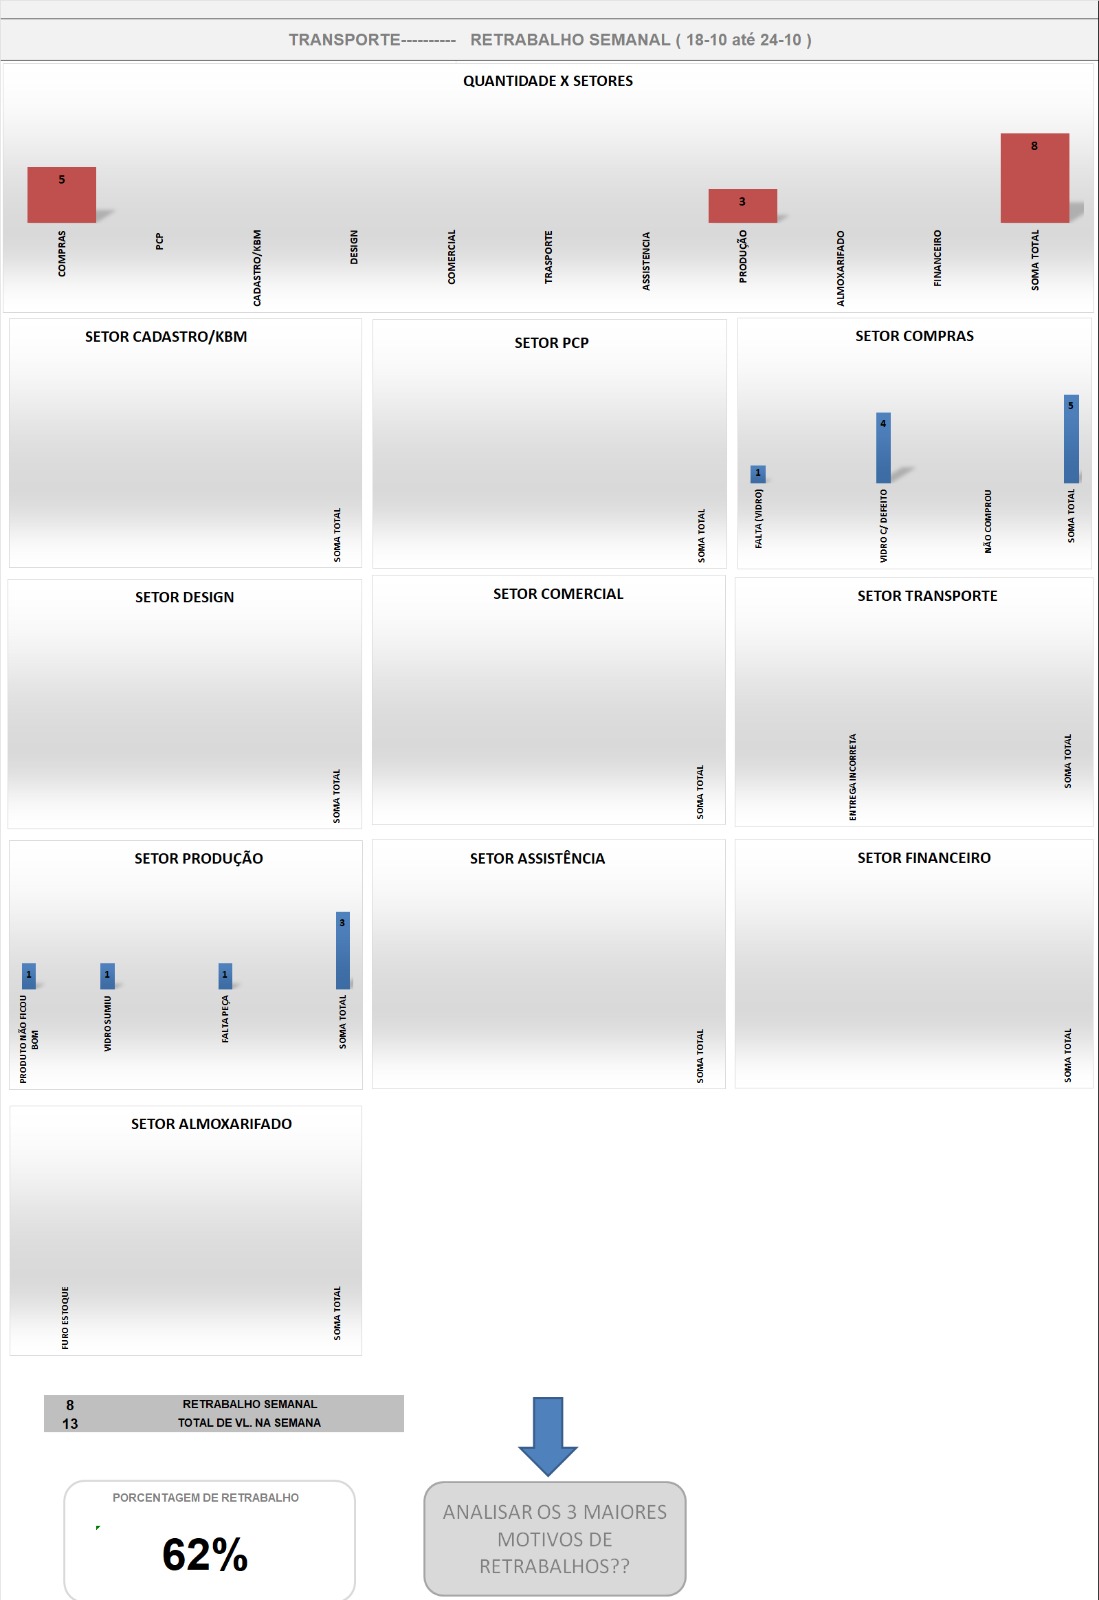 TRANSPORTE---------- RETRABALHO SEMANAL ( 18-10 até 24-10 )
QUANTIDADE X SETORES
5
3
8
COMPRAS
PCP
CADASTRO/KBM
DESIGN
COMERCIAL
TRASPORTE
ASSISTENCIA
PRODUÇÃO
ALMOXARIFADO
FINANCEIRO
SOMA TOTAL
SETOR CADASTRO/KBM
SOMA TOTAL
SETOR PCP
SOMA TOTAL
SETOR COMPRAS
1
4
5
FALTA (VIDRO)
VIDRO C/ DEFEITO
NÃO COMPROU
SOMA TOTAL
SETOR DESIGN
SOMA TOTAL
SETOR COMERCIAL
SOMA TOTAL
SETOR TRANSPORTE
ENTREGA INCORRETA
SOMA TOTAL
SETOR PRODUÇÃO
1
1
1
3
PRODUTO NÃO FICOU
BOM
VIDRO SUMIU
FALTA PEÇA
SOMA TOTAL
SETOR ASSISTÊNCIA
SOMA TOTAL
SETOR FINANCEIRO
SOMA TOTAL
SETOR ALMOXARIFADO
FURO ESTOQUE
SOMA TOTAL
8 RETRABALHO SEMANAL
13 TOTAL DE VL. NA SEMANA
PORCENTAGEM DE RETRABALHO
62%
ANALISAR OS 3 MAIORES
MOTIVOS DE
RETRABALHOS??